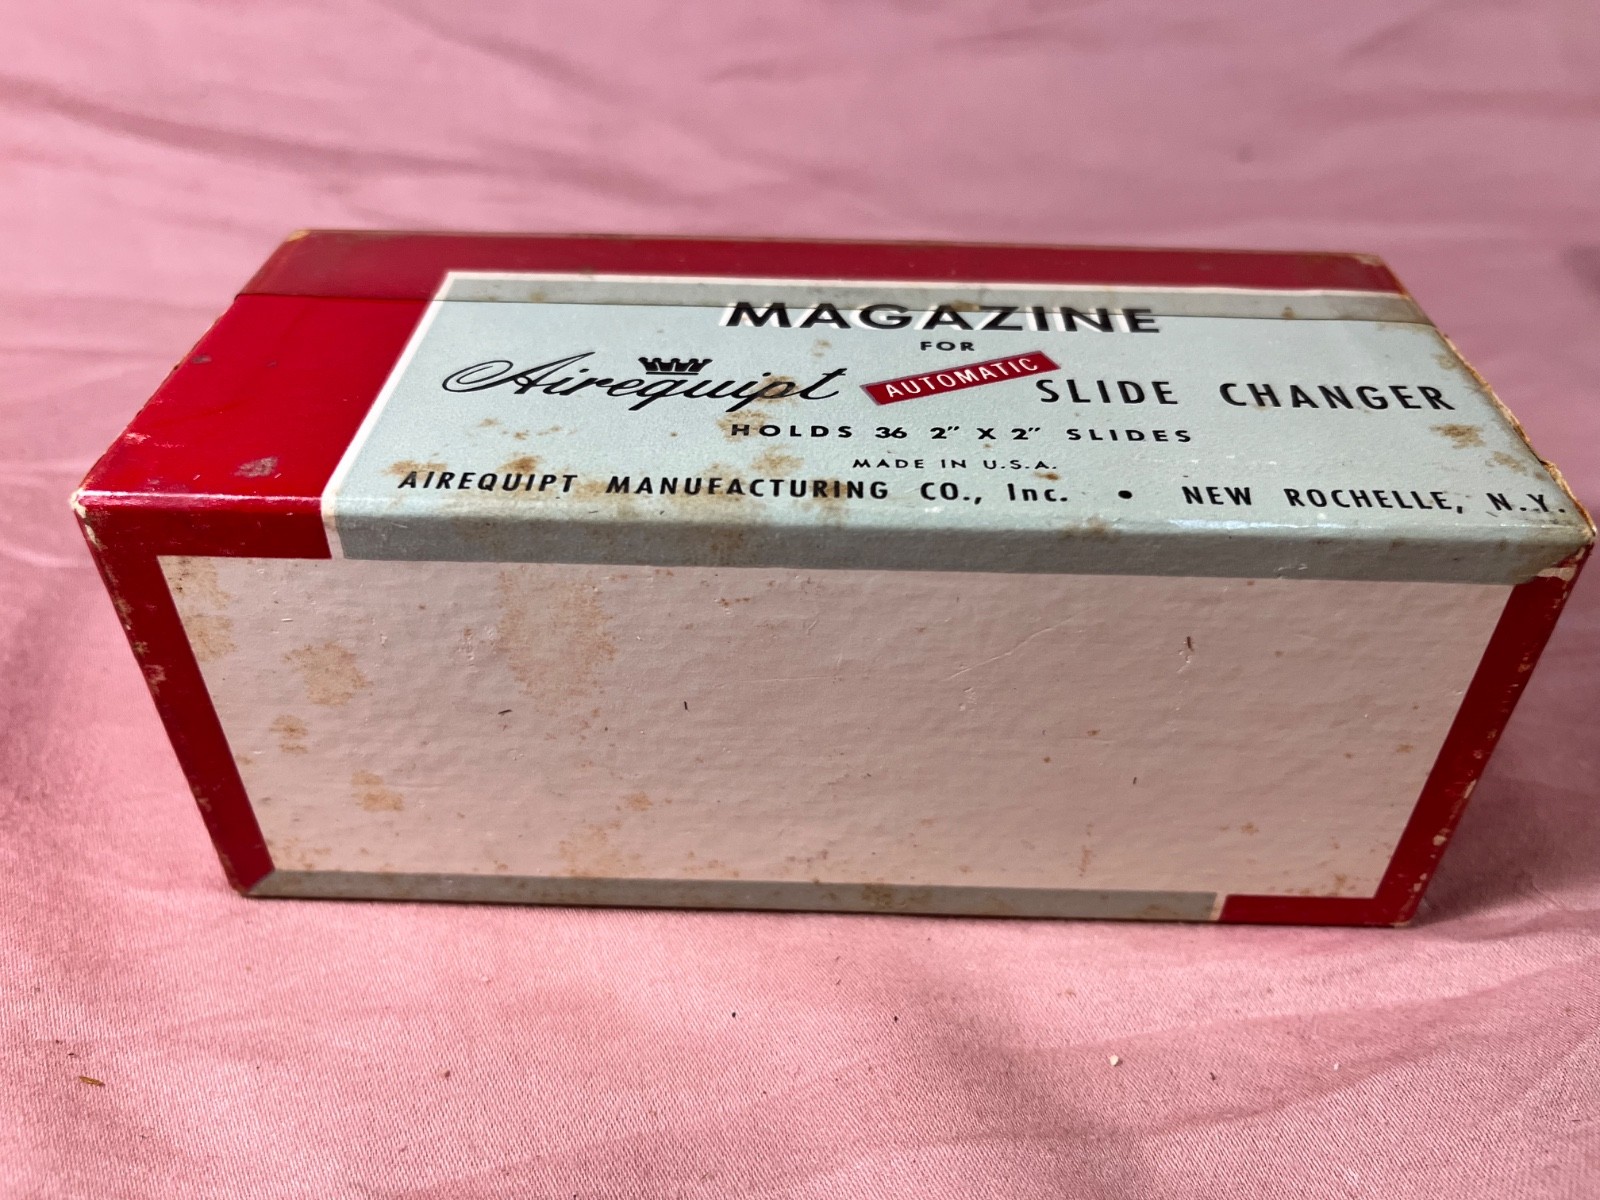 MAGAZINE
FOR
Airequipt AUTOMATIC SLIDE CHANGER
HOLDS 36 2" X 2" SLIDES
MADE IN U.S.A.
AIREQUIPT MANUFACTURING CO., Inc. • NEW ROCHELLE, N.Y.